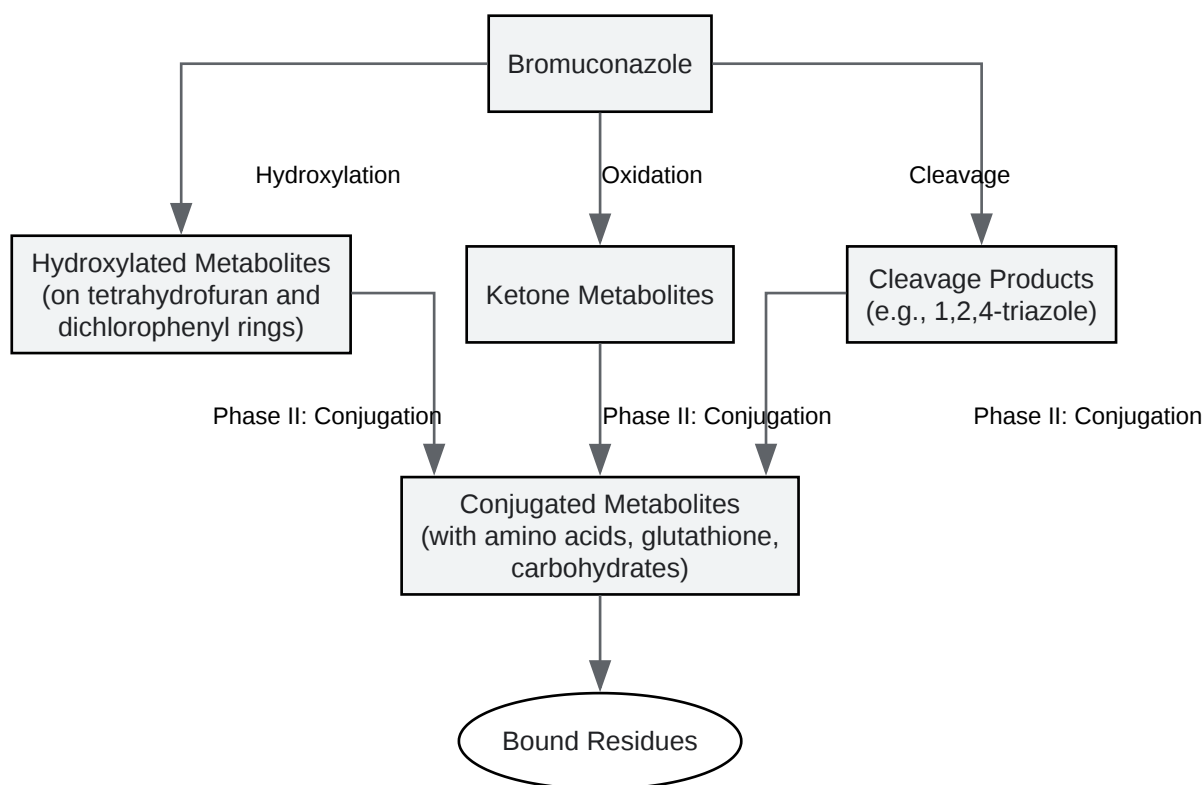 Bromuconazole
Hydroxylation
Oxidation
Cleavage
Hydroxylated Metabolites
(on tetrahydrofuran and
dichlorophenyl rings)
Ketone Metabolites
Cleavage Products
(e.g., 1,2,4-triazole)
Phase II: Conjugation
Phase II: Conjugation
Phase II: Conjugation
Conjugated Metabolites
(with amino acids, glutathione,
carbohydrates)
Bound Residues